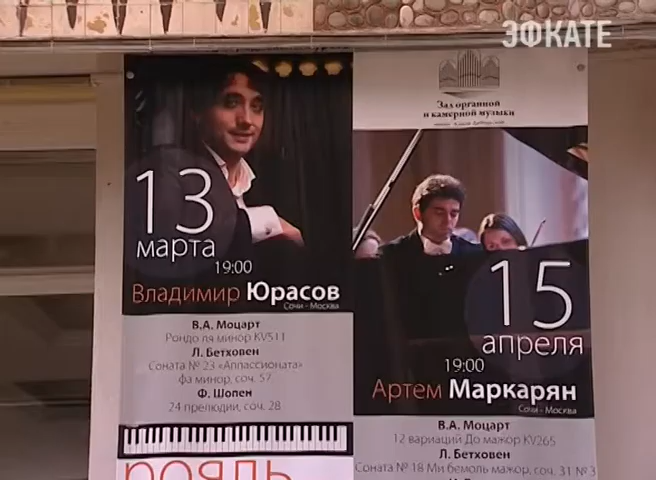 ЭФКАТЕ
Зал органной
и камерной музыки
13
марта
19:00
Владимир Юрасов
Сочи - Москва
В.А. Моцарт
Рондо ля минор KV511
Л. Бетховен
Соната № 23 «Аппассионата»
фа минор, соч. 57
Ф. Шопен
24 прелюдии, соч. 28
рояль
15
апреля
19:00
Артем Маркарян
Сочи - Москва
В.А. Моцарт
12 вариаций До мажор KV265
Л. Бетховен
Соната № 18 Ми бемоль мажор, соч. 31 № 3